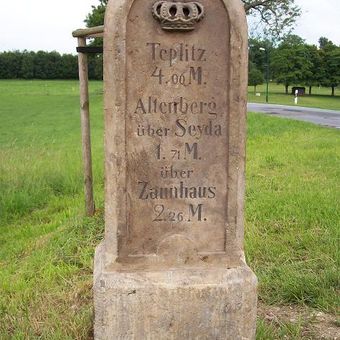 Teplitz
4.06 M.
Altenberg
über Seyda
1.71 M.
über
Zaunhaus
2.26 M.